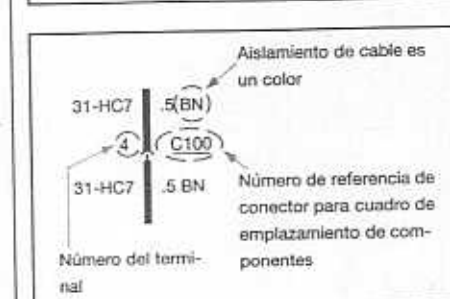 Aislamiento de cable es
un color
31-HC7 .5(BN)
4 C100
31-HC7 .5 BN
Número de referencia de
conector para cuadro de
emplazamiento de com-
ponentes
Número del termi-
nal